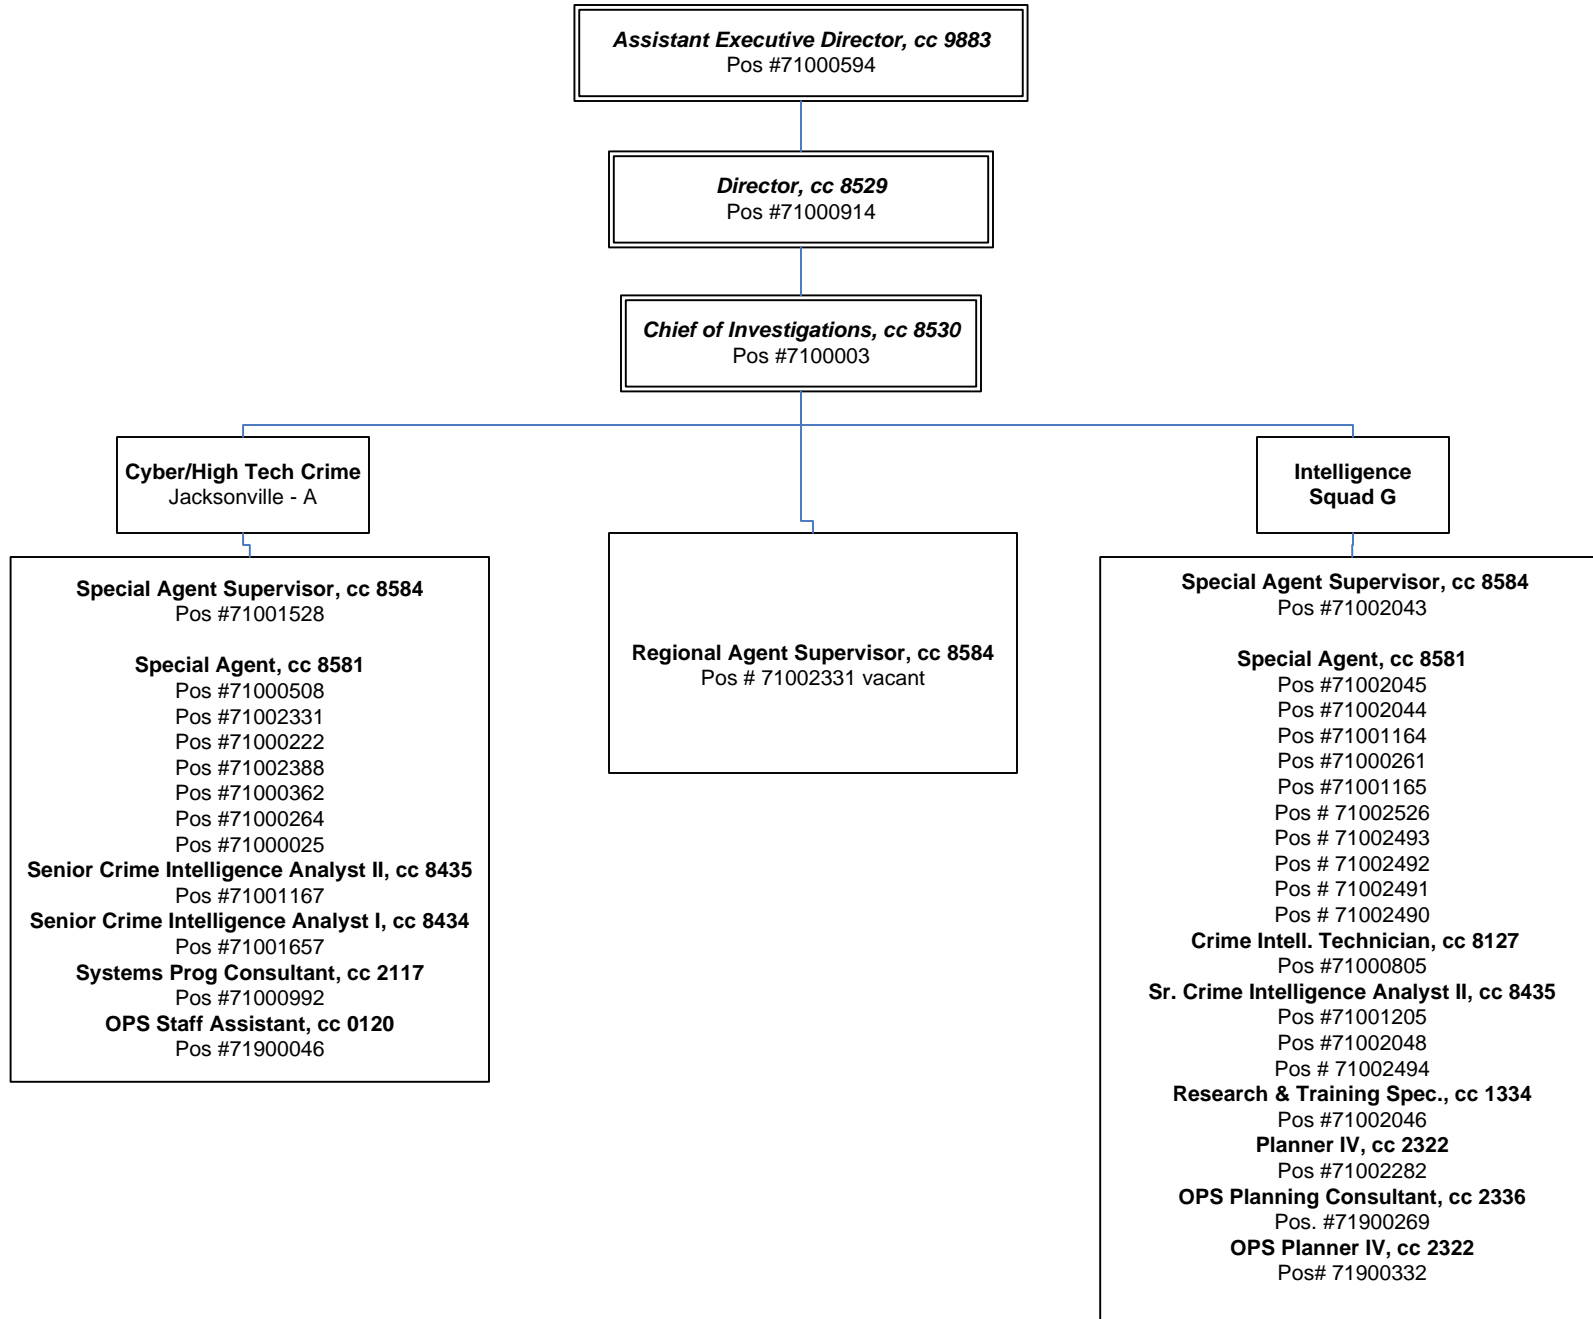 Assistant Executive Director, cc 9883
Pos #71000594
Director, cc 8529
Pos #71000914
Chief of Investigations, cc 8530
Pos #7100003
Cyber/High Tech Crime
Jacksonville - A
Special Agent Supervisor, cc 8584
Pos #71001528
Special Agent, cc 8581
Pos #71000508
Pos #71002331
Pos #71000222
Pos #71002388
Pos #71000362
Pos #71000264
Pos #71000025
Senior Crime Intelligence Analyst II, cc 8435
Pos #71001167
Senior Crime Intelligence Analyst I, cc 8434
Pos #71001657
Systems Prog Consultant, cc 2117
Pos #71000992
OPS Staff Assistant, cc 0120
Pos #71900046
Regional Agent Supervisor, cc 8584
Pos # 71002331 vacant
Intelligence
Squad G
Special Agent Supervisor, cc 8584
Pos #71002043
Special Agent, cc 8581
Pos #71002045
Pos #71002044
Pos #71001164
Pos #71000261
Pos #71001165
Pos # 71002526
Pos # 71002493
Pos # 71002492
Pos # 71002491
Pos # 71002490
Crime Intell. Technician, cc 8127
Pos #71000805
Sr. Crime Intelligence Analyst II, cc 8435
Pos #71001205
Pos #71002048
Pos # 71002494
Research & Training Spec., cc 1334
Pos #71002046
Planner IV, cc 2322
Pos #71002282
OPS Planning Consultant, cc 2336
Pos. #71900269
OPS Planner IV, cc 2322
Pos# 71900332